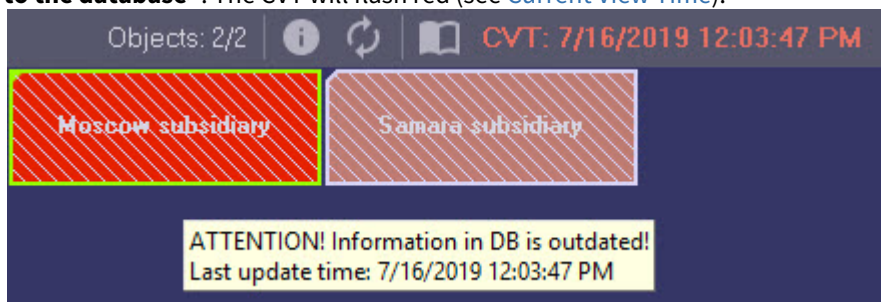 to the database". The CVT will flash red (see Current View Time).
Objects: 2/2 CVT: 7/16/2019 12:03:47 PM
Moscow subsidiary Samara subsidiary
ATTENTION! Information in DB is outdated!
Last update time: 7/16/2019 12:03:47 PM